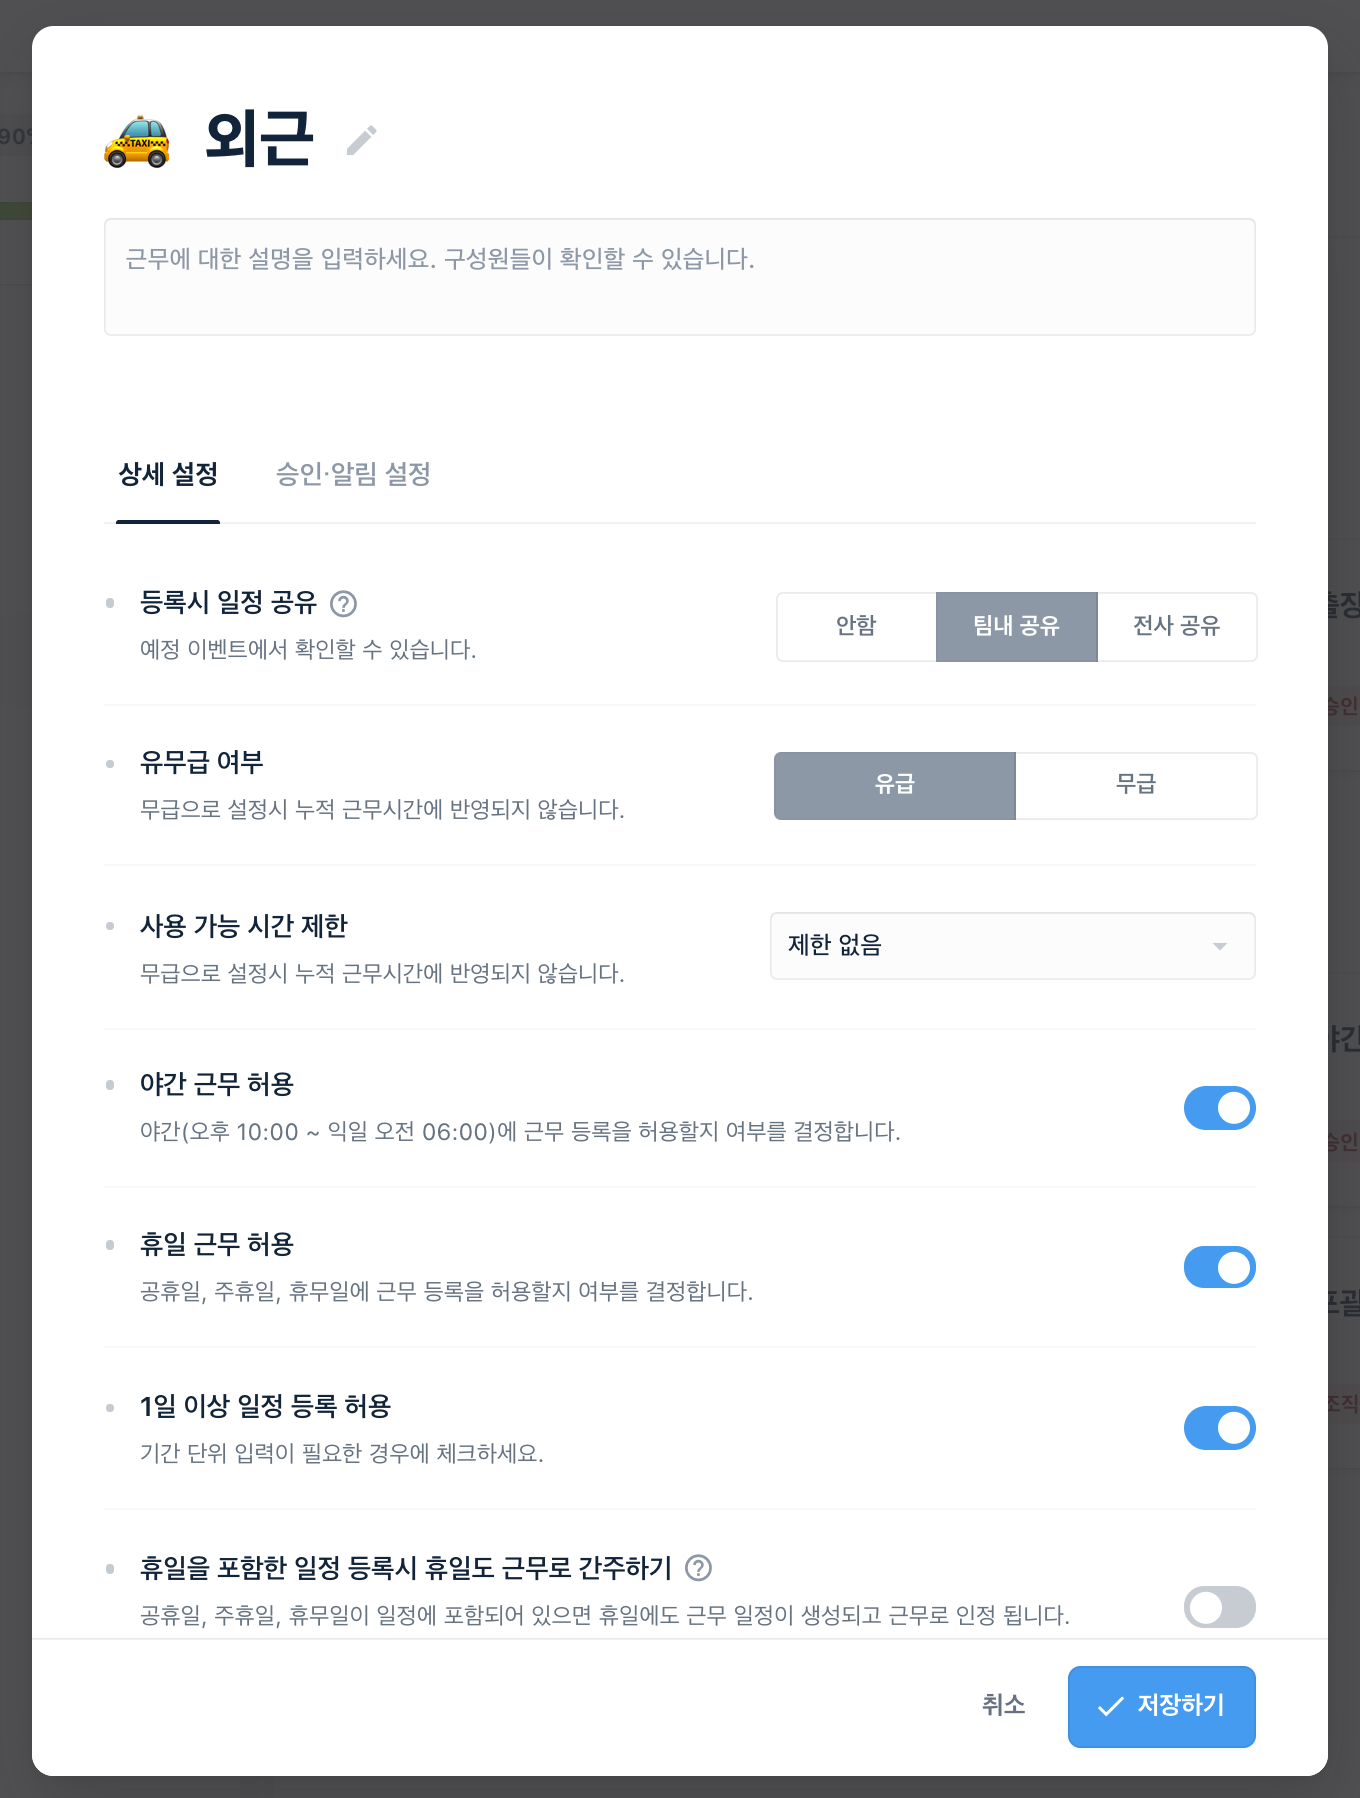 90%
TAXI
외근
근무에 대한 설명을 입력하세요. 구성원들이 확인할 수 있습니다.
상세 설정
승인·알림 설정
등록시 일정 공유 ?
예정 이벤트에서 확인할 수 있습니다.
안함
팀내 공유
전사 공유
유무급 여부
무급으로 설정시 누적 근무시간에 반영되지 않습니다.
유급
무급
사용 가능 시간 제한
무급으로 설정시 누적 근무시간에 반영되지 않습니다.
제한 없음
야간 근무 허용
야간(오후 10:00 ~ 익일 오전 06:00)에 근무 등록을 허용할지 여부를 결정합니다.
휴일 근무 허용
공휴일, 주휴일, 휴무일에 근무 등록을 허용할지 여부를 결정합니다.
1일 이상 일정 등록 허용
기간 단위 입력이 필요한 경우에 체크하세요.
휴일을 포함한 일정 등록시 휴일도 근무로 간주하기 ?
공휴일, 주휴일, 휴무일이 일정에 포함되어 있으면 휴일에도 근무 일정이 생성되고 근무로 인정 됩니다.
취소
저장하기
출장
승인
야간
승인
조직